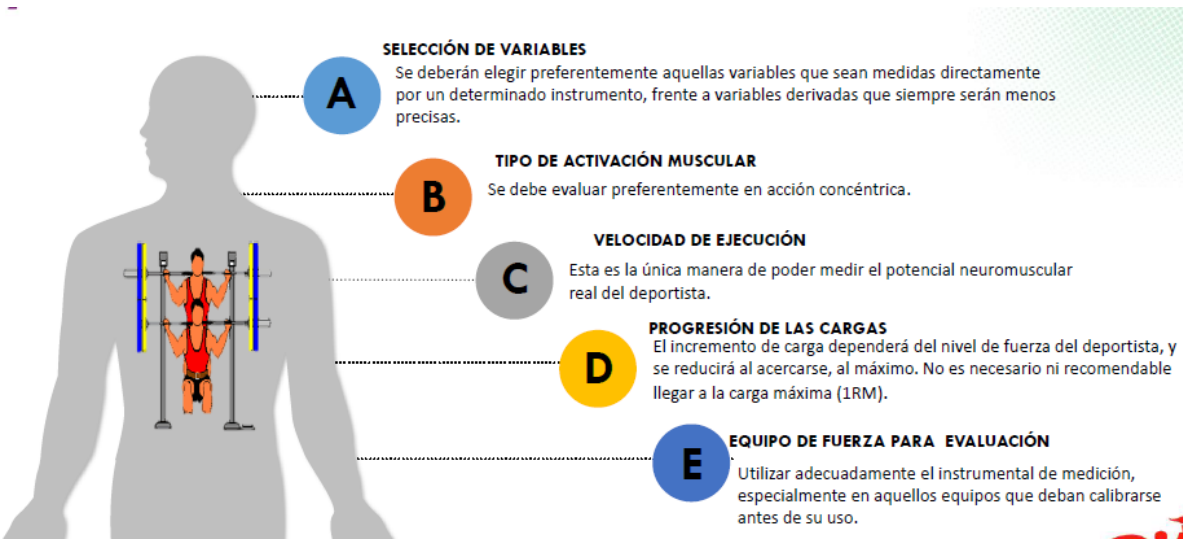 SELECCIÓN DE VARIABLES
Se deberán elegir preferentemente aquellas variables que sean medidas directamente
por un determinado instrumento, frente a variables derivadas que siempre serán menos
precisas.
A
TIPO DE ACTIVACIÓN MUSCULAR
Se debe evaluar preferentemente en acción concéntrica.
B
VELOCIDAD DE EJECUCIÓN
Esta es la única manera de poder medir el potencial neuromuscular
real del deportista.
C
PROGRESIÓN DE LAS CARGAS
El incremento de carga dependerá del nivel de fuerza del deportista, y
se reducirá al acercarse, al máximo. No es necesario ni recomendable
llegar a la carga máxima (1RM).
D
EQUIPO DE FUERZA PARA EVALUACIÓN
Utilizar adecuadamente el instrumental de medición,
especialmente en aquellos equipos que deban calibrarse
antes de su uso.
E